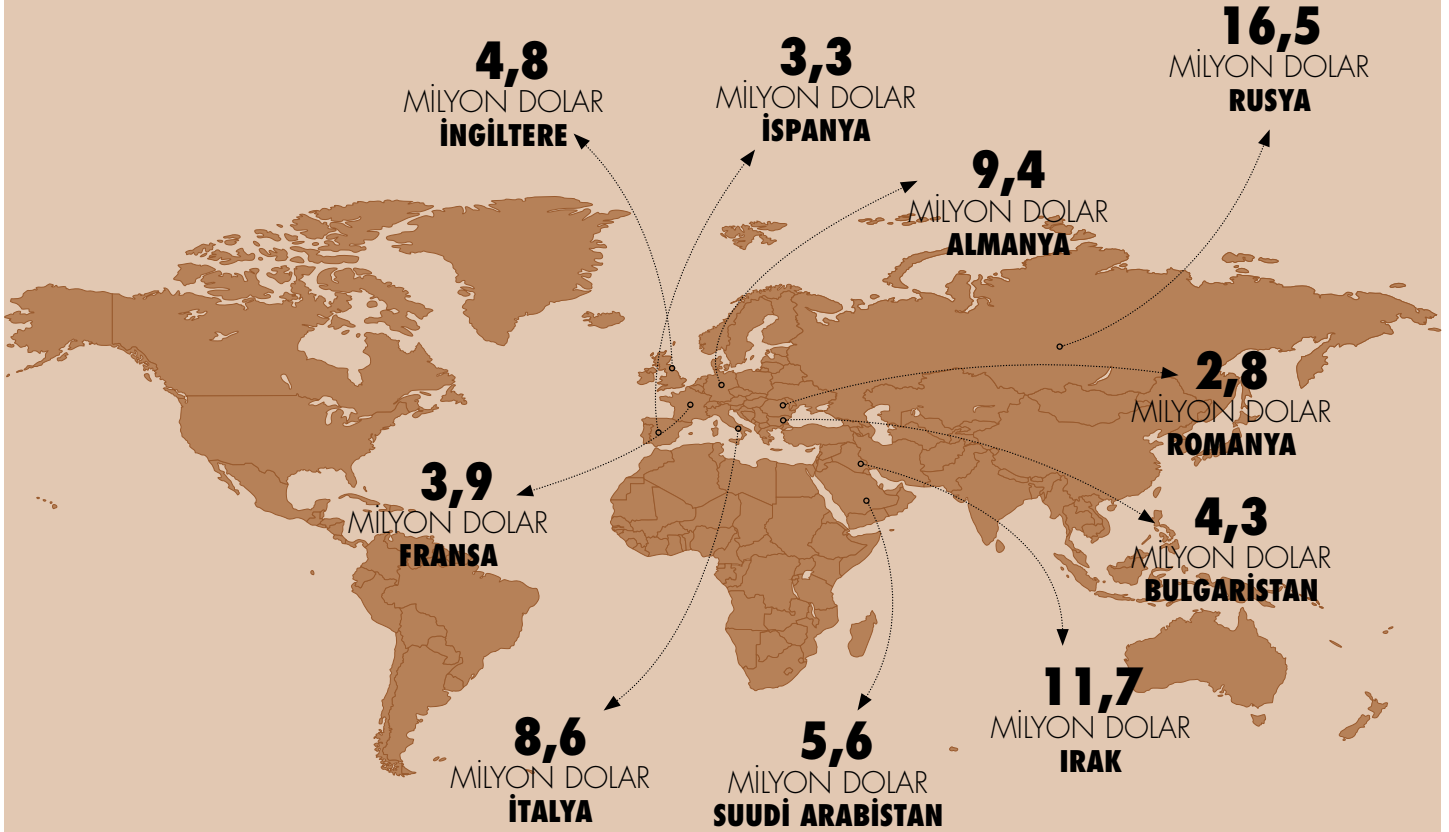 16,5
MİLYON DOLAR
RUSYA
4,8
MİLYON DOLAR
İNGİLTERE
3,3
MİLYON DOLAR
İSPANYA
9,4
MİLYON DOLAR
ALMANYA
2,8
MİLYON DOLAR
ROMANYA
3,9
MİLYON DOLAR
FRANSA
4,3
MİLYON DOLAR
BULGARİSTAN
11,7
MİLYON DOLAR
IRAK
8,6
MİLYON DOLAR
İTALYA
5,6
MİLYON DOLAR
SUUDİ ARABİSTAN